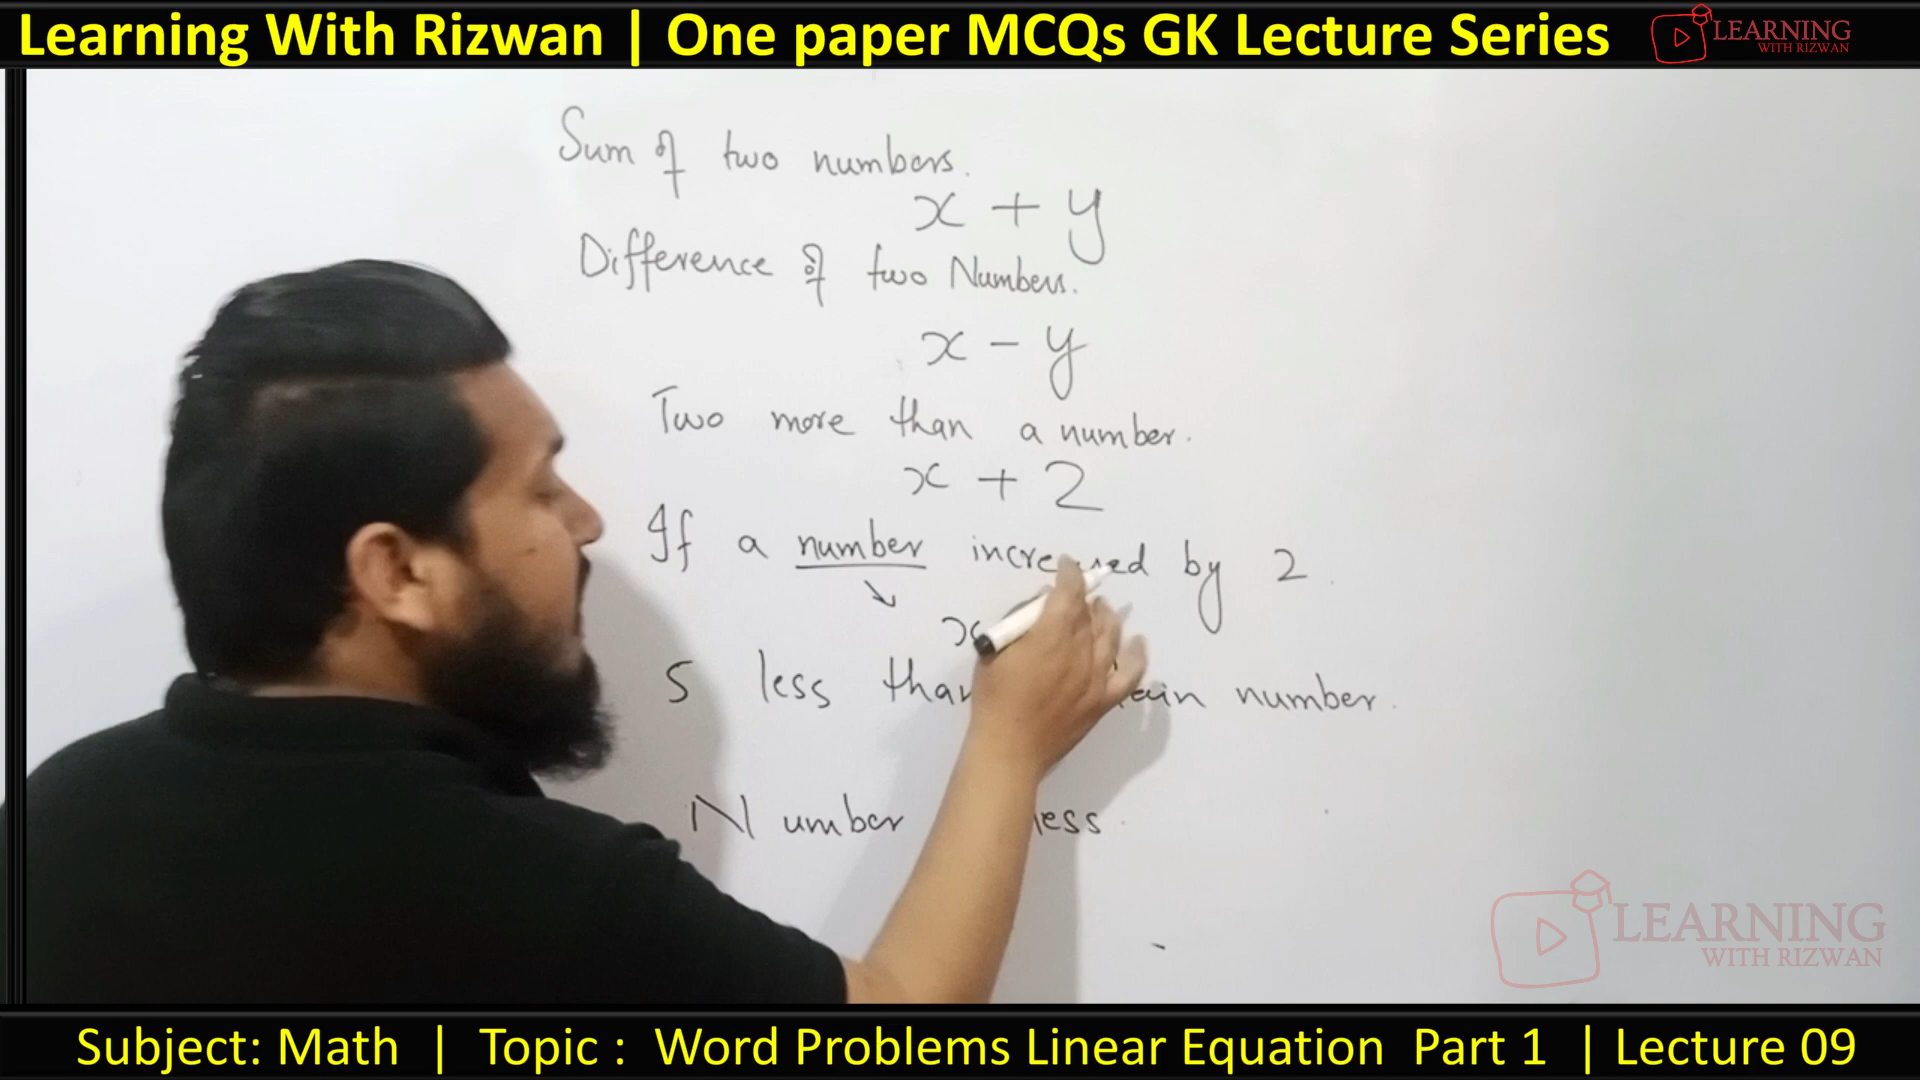 Learning With Rizwan | One paper MCQs GK Lecture Series
LEARNING
WITH RIZWAN
Sum of two numbers.
x + y
Difference of two Numbers.
x - y
Two more than a number.
x + 2
If a number by 2
x
5 less number.
Number
LEARNING
WITH RIZWAN
Subject: Math | Topic : Word Problems Linear Equation Part 1 | Lecture 09